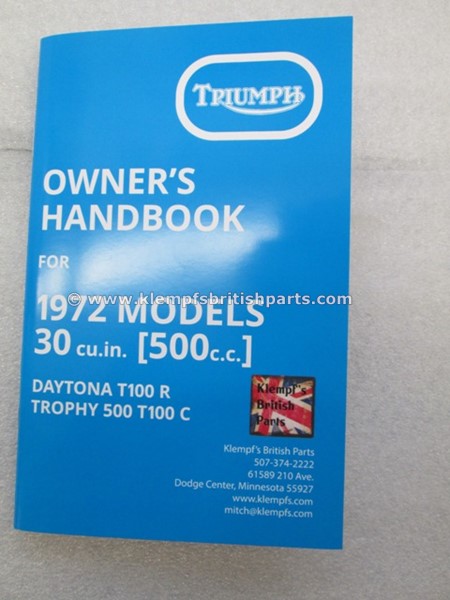 TRIUMPH
OWNER'S
HANDBOOK
FOR
© www.klempfsbritishparts.com
1972 MODELS
30 cu.in. [500c.c.]
DAYTONA T100 R
TROPHY 500 T100 C
Klempf's
British
Parts
Klempf's British Parts
507-374-2222
61589 210 Ave.
Dodge Center, Minnesota 55927
www.klempfs.com
mitch@klempfs.com